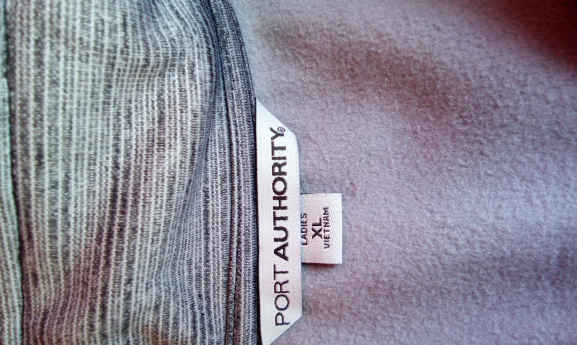 PORT AUTHORITY®
LADIES
XL
VIETNAM